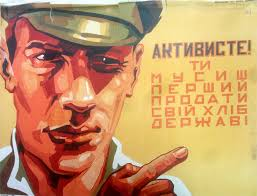 АКТИВИСТЕ!
ТИ
МУСИШ
ПЕРШИЙ
ПРОДАТИ
СВІЙ ХЛІБ
ДЕРЖАВІ